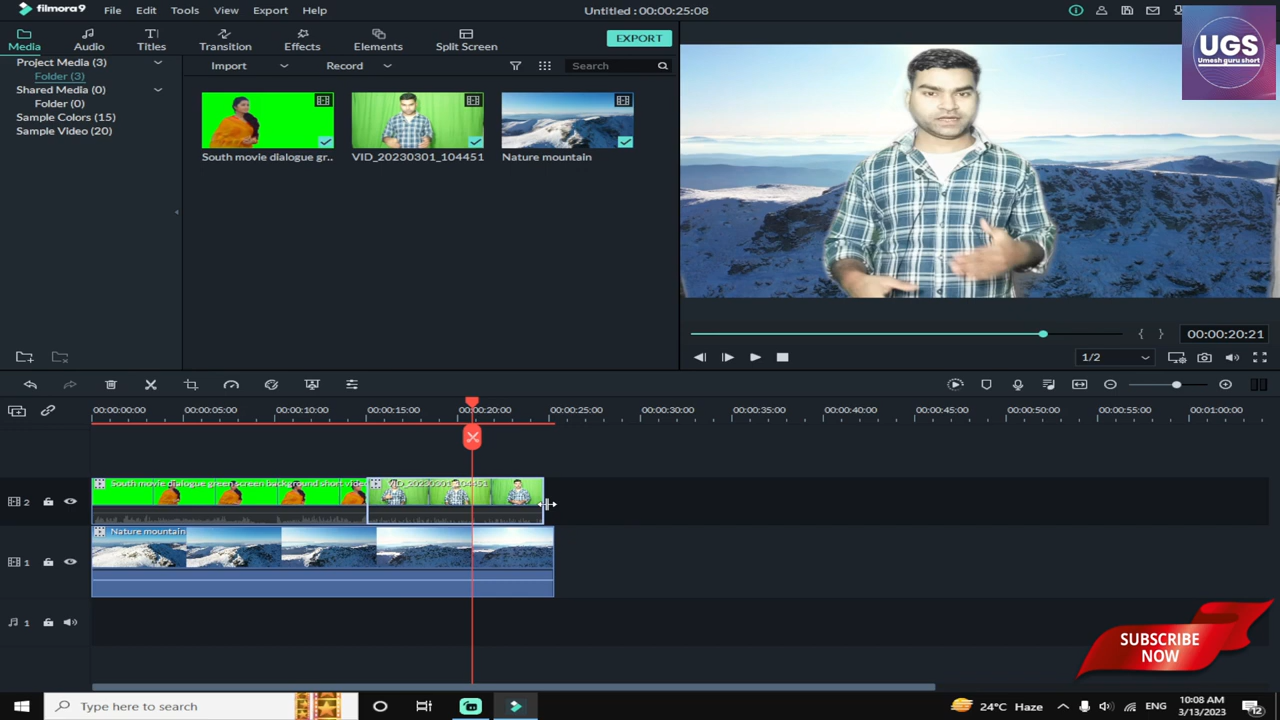 filmora9 File Edit Tools View Export Help Untitled : 00:00:25:08
Media Audio Titles Transition Effects Elements Split Screen EXPORT
UGS
Umesh guru short
Project Media (3)
Folder (3)
Shared Media (0)
Folder (0)
Sample Colors (15)
Sample Video (20)
Import Record Search
South movie dialogue gr.. VID_20230301_104451 Nature mountain
00:00:20:21
1/2
00:00:00:00 00:00:05:00 00:00:10:00 00:00:15:00 00:00:20:00 00:00:25:00 00:00:30:00 00:00:35:00 00:00:40:00 00:00:45:00 00:00:50:00 00:00:55:00 00:01:00:00
2 South movie dialogue green screen background short vide VID_20230301_104451
Nature mountain
1
1
SUBSCRIBE
NOW
Type here to search 24°C Haze ENG 10:08 AM
3/13/2023
12